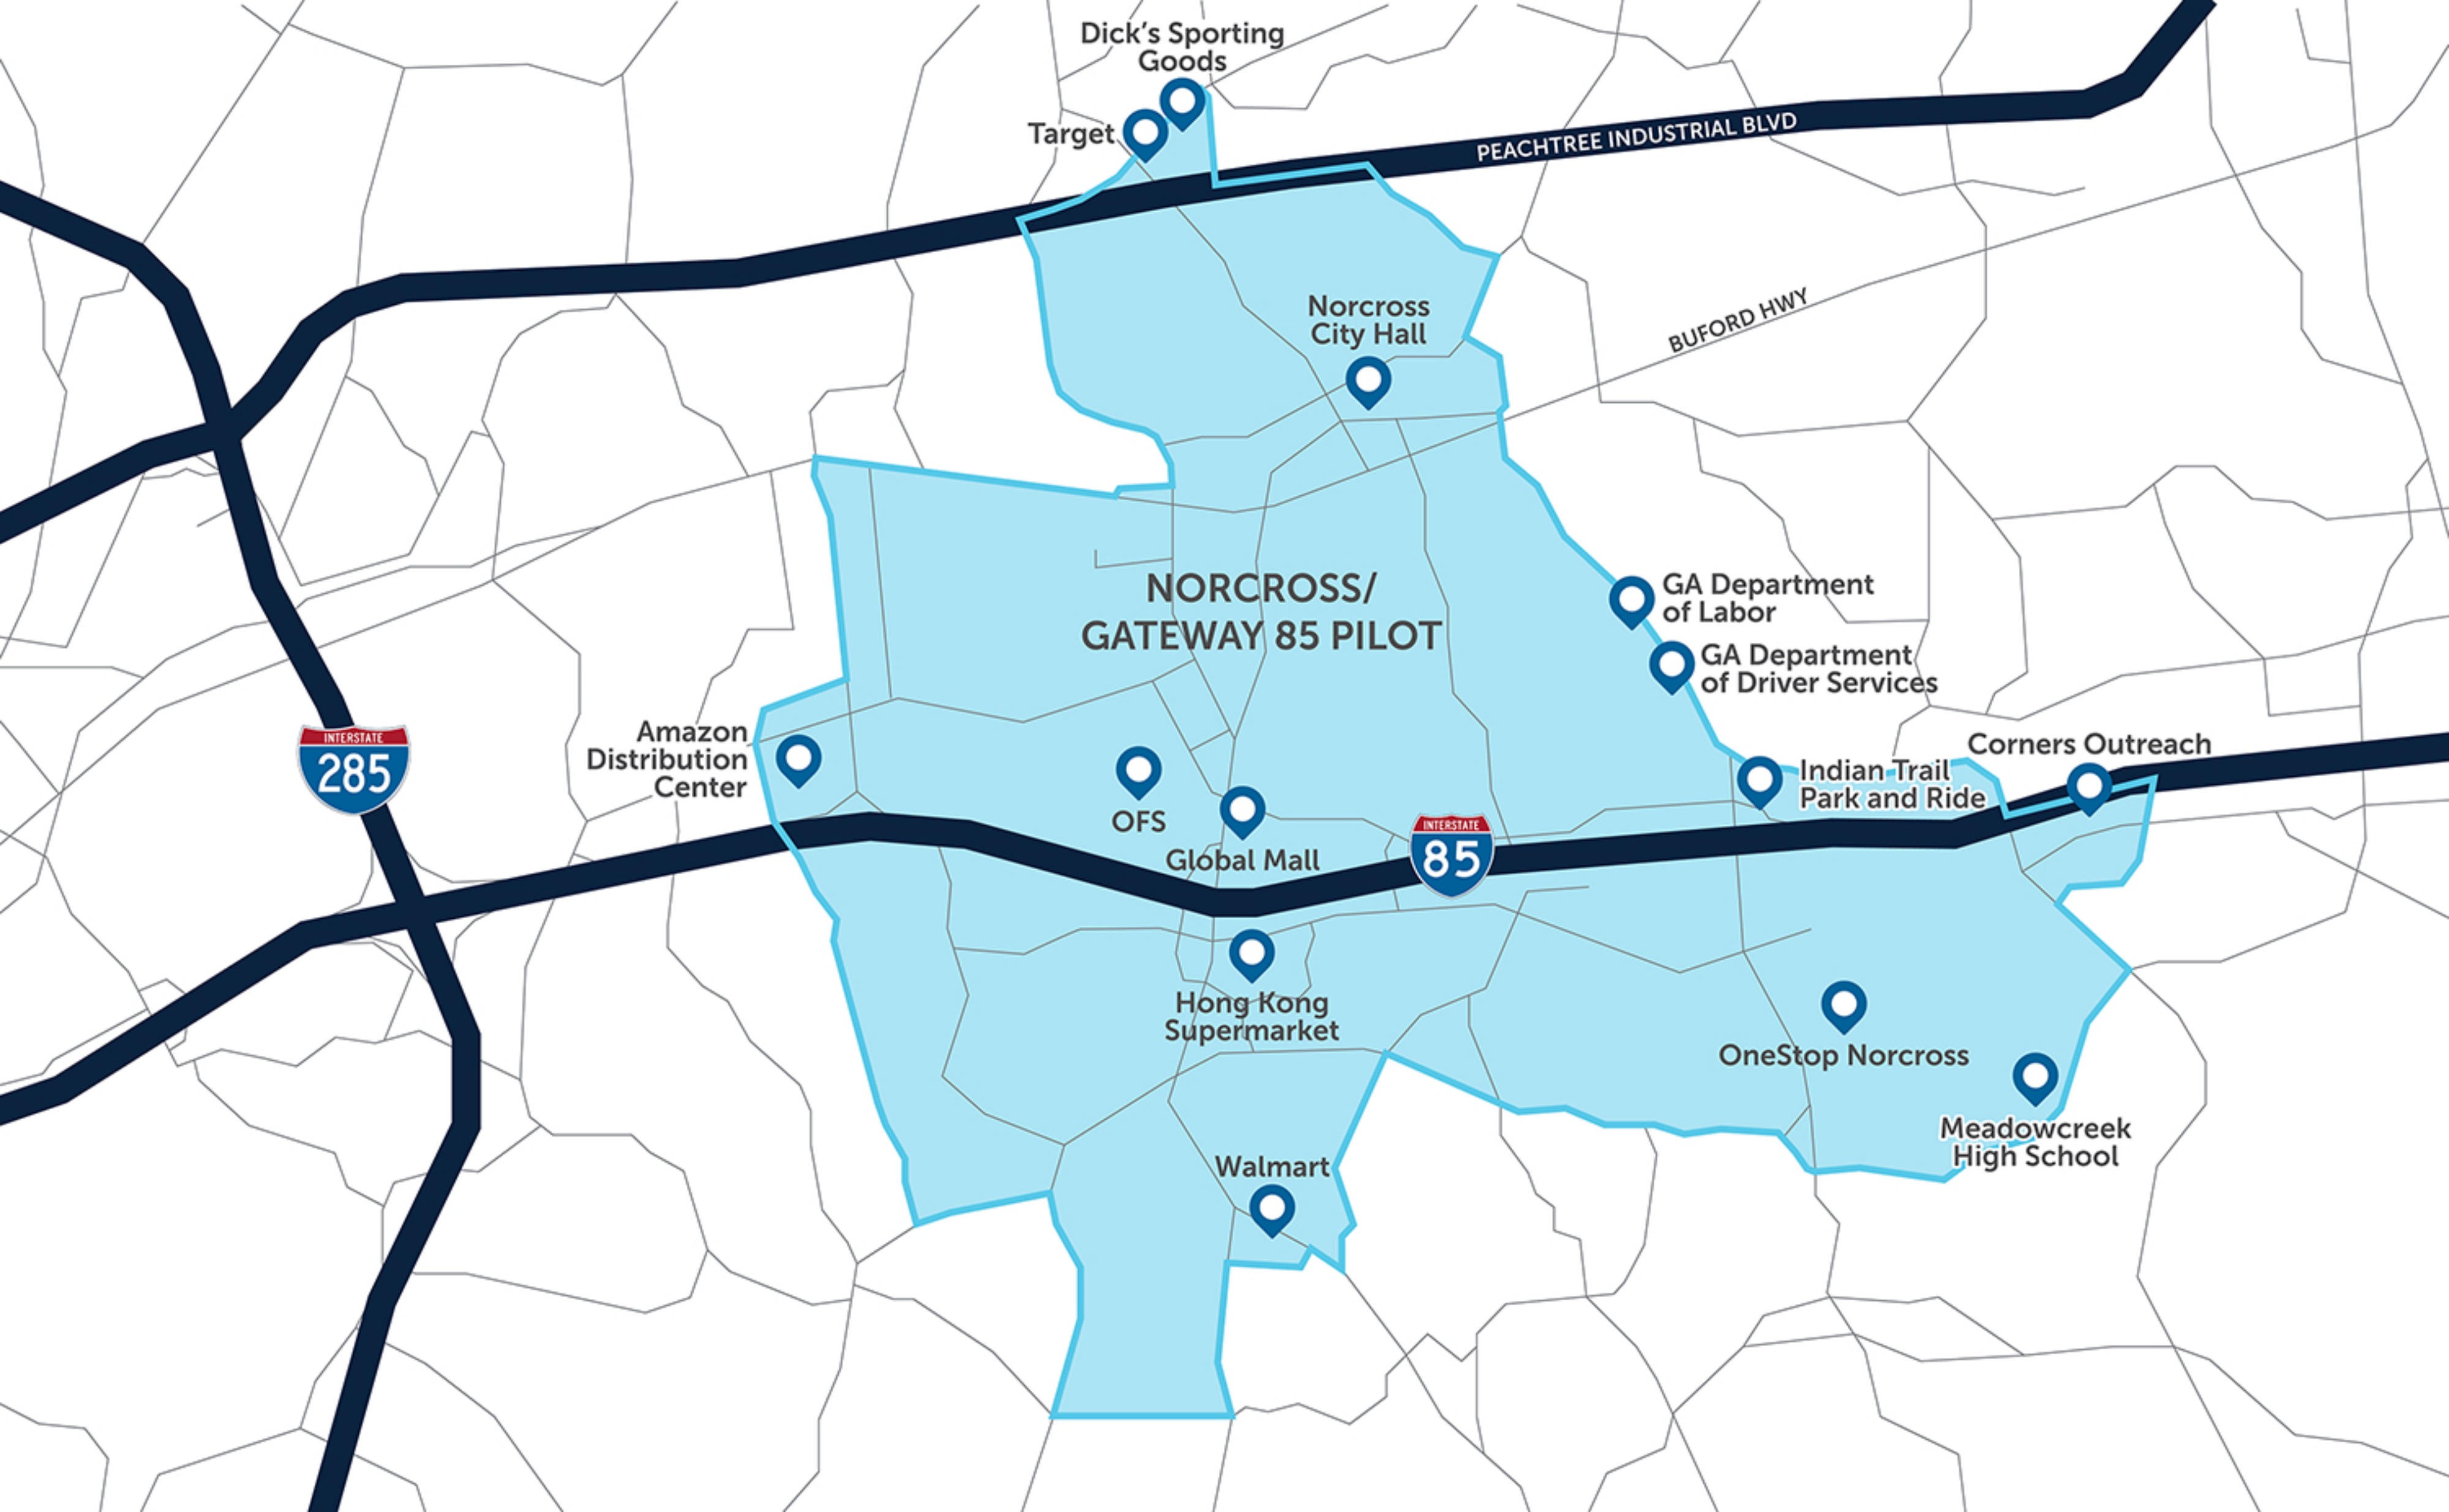 Dick's Sporting
Goods
Target
PEACHTREE INDUSTRIAL BLVD
Norcross
City Hall
BUFORD HWY
NORCROSS/
GATEWAY 85 PILOT
GA Department
of Labor
GA Department
of Driver Services
Amazon
Distribution
Center
INTERSTATE
285
OFS
Global Mall
INTERSTATE
85
Indian Trail
Park and Ride
Corners Outreach
Hong Kong
Supermarket
OneStop Norcross
Meadowcreek
High School
Walmart